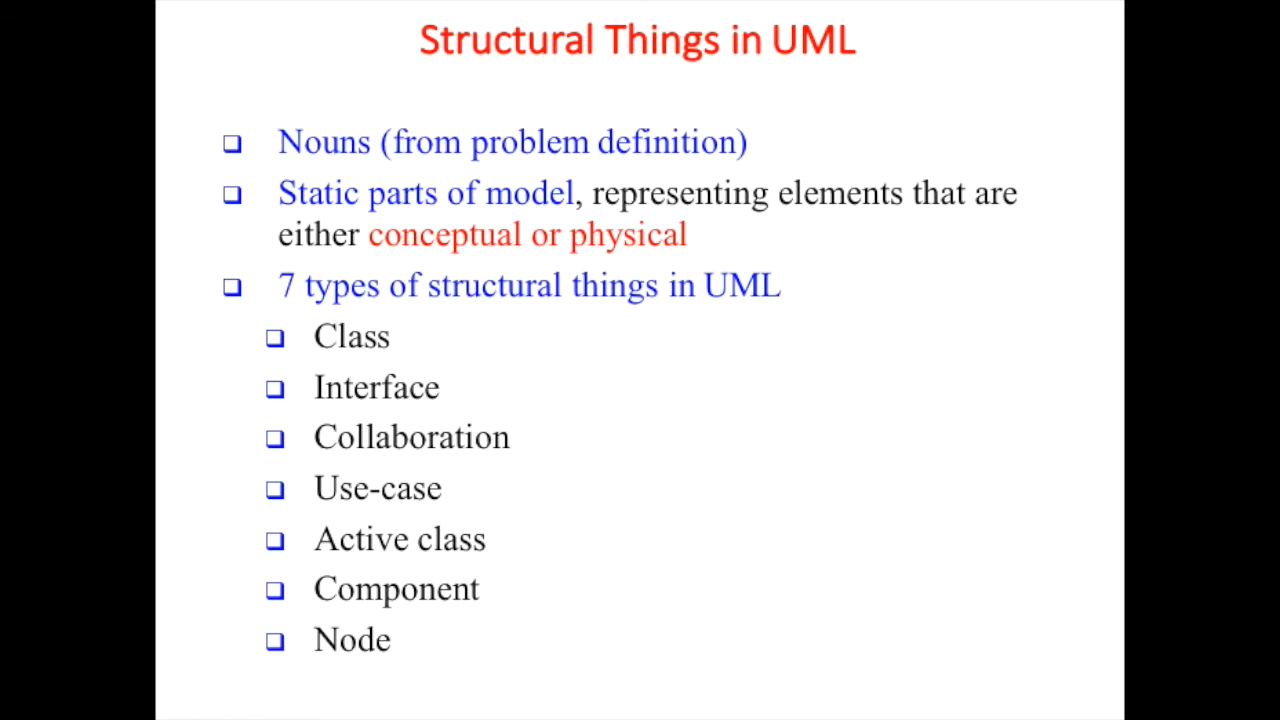 Structural Things in UML
Nouns (from problem definition)
Static parts of model, representing elements that are
either conceptual or physical
7 types of structural things in UML
Class
Interface
Collaboration
Use-case
Active class
Component
Node